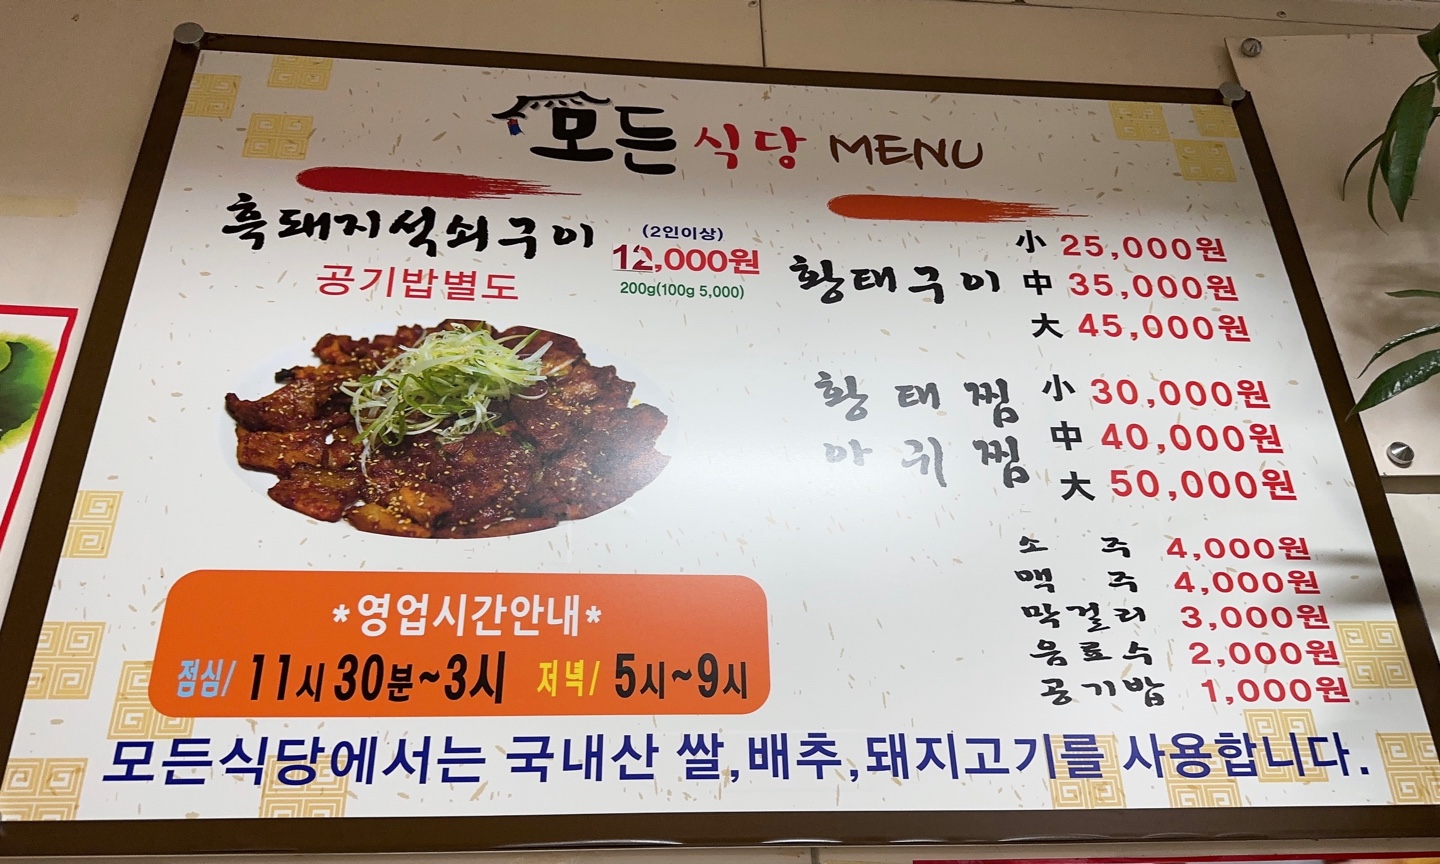 모든 식당 MENU
흑돼지석쇠구이
(2인이상)
12,000원
200g(100g 5,000)
공기밥별도
황태구이
小 25,000원
中 35,000원
大 45,000원
황태찜
아귀찜
小 30,000원
中 40,000원
大 50,000원
소주 4,000원
맥주 4,000원
막걸리 3,000원
음료수 2,000원
공기밥 1,000원
*영업시간안내*
점심/ 11시 30분~3시 저녁/ 5시~9시
모든식당에서는 국내산 쌀,배추,돼지고기를 사용합니다.